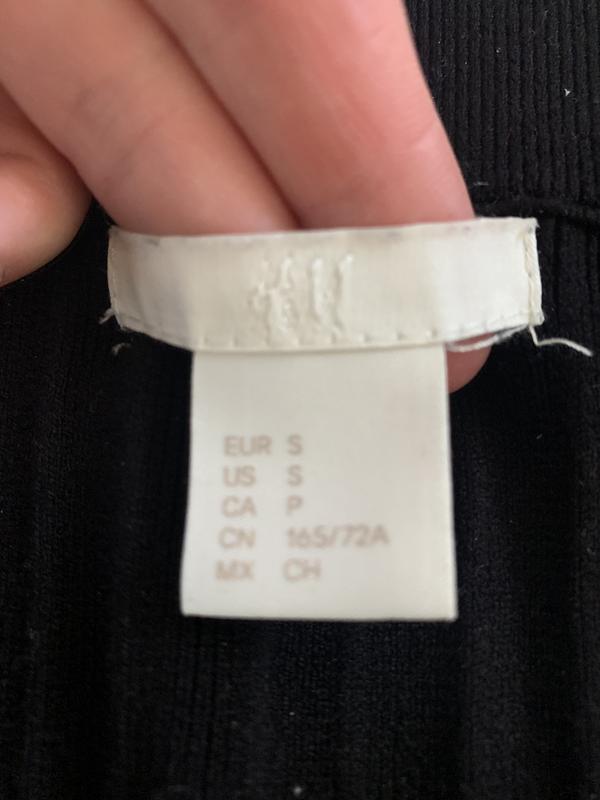 EUR S
US S
CA P
CN 165/72A
MX CH